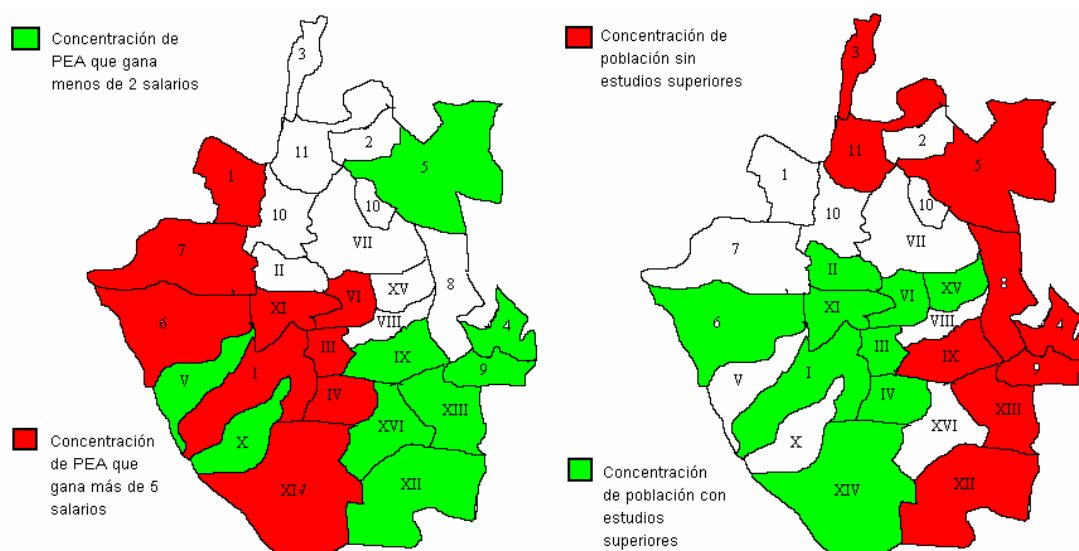 Concentración de
PEA que gana
menos de 2 salarios
3
11
2
5
1
10
10
VII
7
II
XV
8
6
XI
VI
VIII
4
III
IX
9
V
I
IV
XIII
X
XVI
XIV
XII
Concentración
de PEA que
gana más de 5
salarios
Concentración de
población sin
estudios superiores
3
11
2
5
1
10
10
VII
7
II
XV
8
6
XI
VI
VIII
4
III
IX
9
V
I
IV
XIII
X
XVI
XIV
XII
Concentración
de población con
estudios
superiores